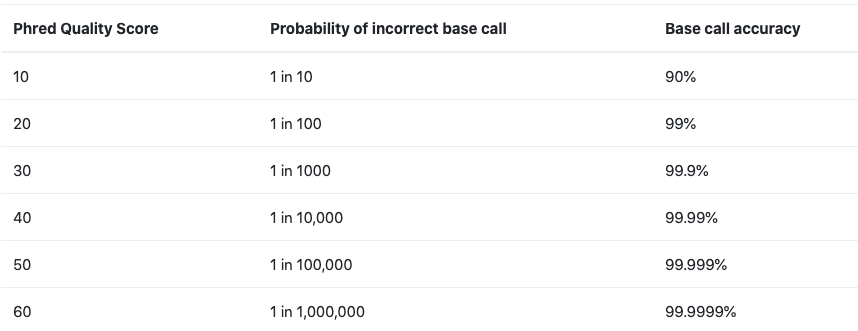 Phred Quality Score Probability of incorrect base call Base call accuracy
10 1 in 10 90%
20 1 in 100 99%
30 1 in 1000 99.9%
40 1 in 10,000 99.99%
50 1 in 100,000 99.999%
60 1 in 1,000,000 99.9999%